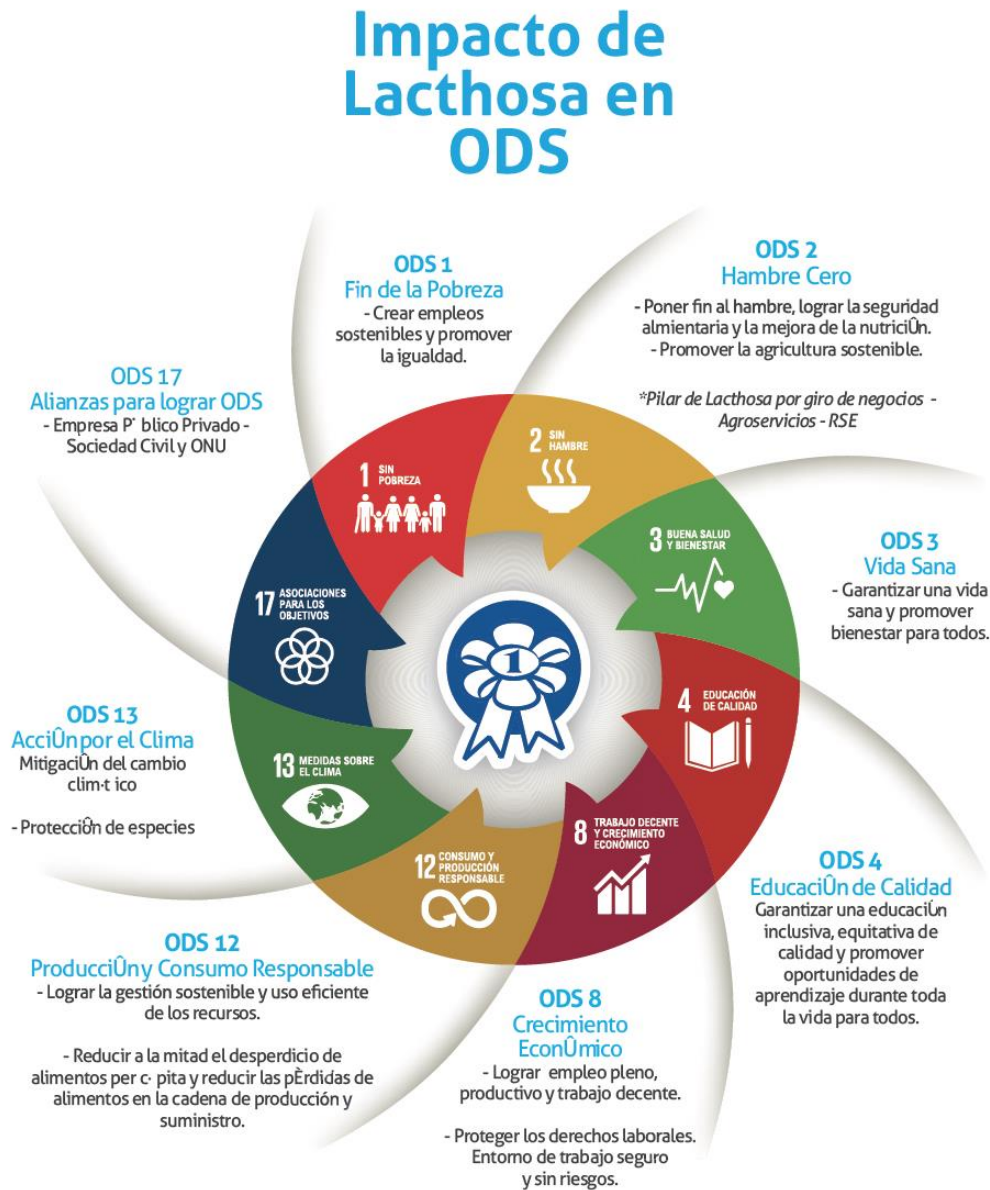 Impacto de
Lacthosa en
ODS
ODS 1
Fin de la Pobreza
- Crear empleos
sostenibles y promover
la igualdad.
ODS 2
Hambre Cero
- Poner fin al hambre, lograr la seguridad
almientaria y la mejora de la nutriciÛn.
- Promover la agricultura sostenible.
*Pilar de Lacthosa por giro de negocios -
Agroservicios - RSE
ODS 17
Alianzas para lograr ODS
- Empresa P˙blico Privado -
Sociedad Civil y ONU
1 SIN
POBREZA
2 SIN
HAMBRE
3 BUENA SALUD
Y BIENESTAR
ODS 3
Vida Sana
- Garantizar una vida
sana y promover
bienestar para todos.
17 ASOCIACIONES
PARA LOS
OBJETIVOS
1
4 EDUCACIÓN
DE CALIDAD
ODS 13
AcciÛn por el Clima
MitigaciÛn del cambio
clim·tico
- Protecciîn de especies
13 MEDIDAS SOBRE
EL CLIMA
12 CONSUMO Y
PRODUCCIÓN
RESPONSABLE
8 TRABAJO DECENTE
Y CRECIMIENTO
ECONÓMICO
ODS 4
EducaciÛn de Calidad
Garantizar una educaciÛn
inclusiva, equitativa de
calidad y promover
oportunidades de
aprendizaje durante toda
la vida para todos.
ODS 12
ProducciÛn y Consumo Responsable
- Lograr la gestión sostenible y uso eficiente
de los recursos.
- Reducir a la mitad el desperdicio de
alimentos per c·pita y reducir las pÈrdidas de
alimentos en la cadena de producción y
suministro.
ODS 8
Crecimiento
EconÛmico
- Lograr empleo pleno,
productivo y trabajo decente.
- Proteger los derechos laborales.
Entorno de trabajo seguro
y sin riesgos.